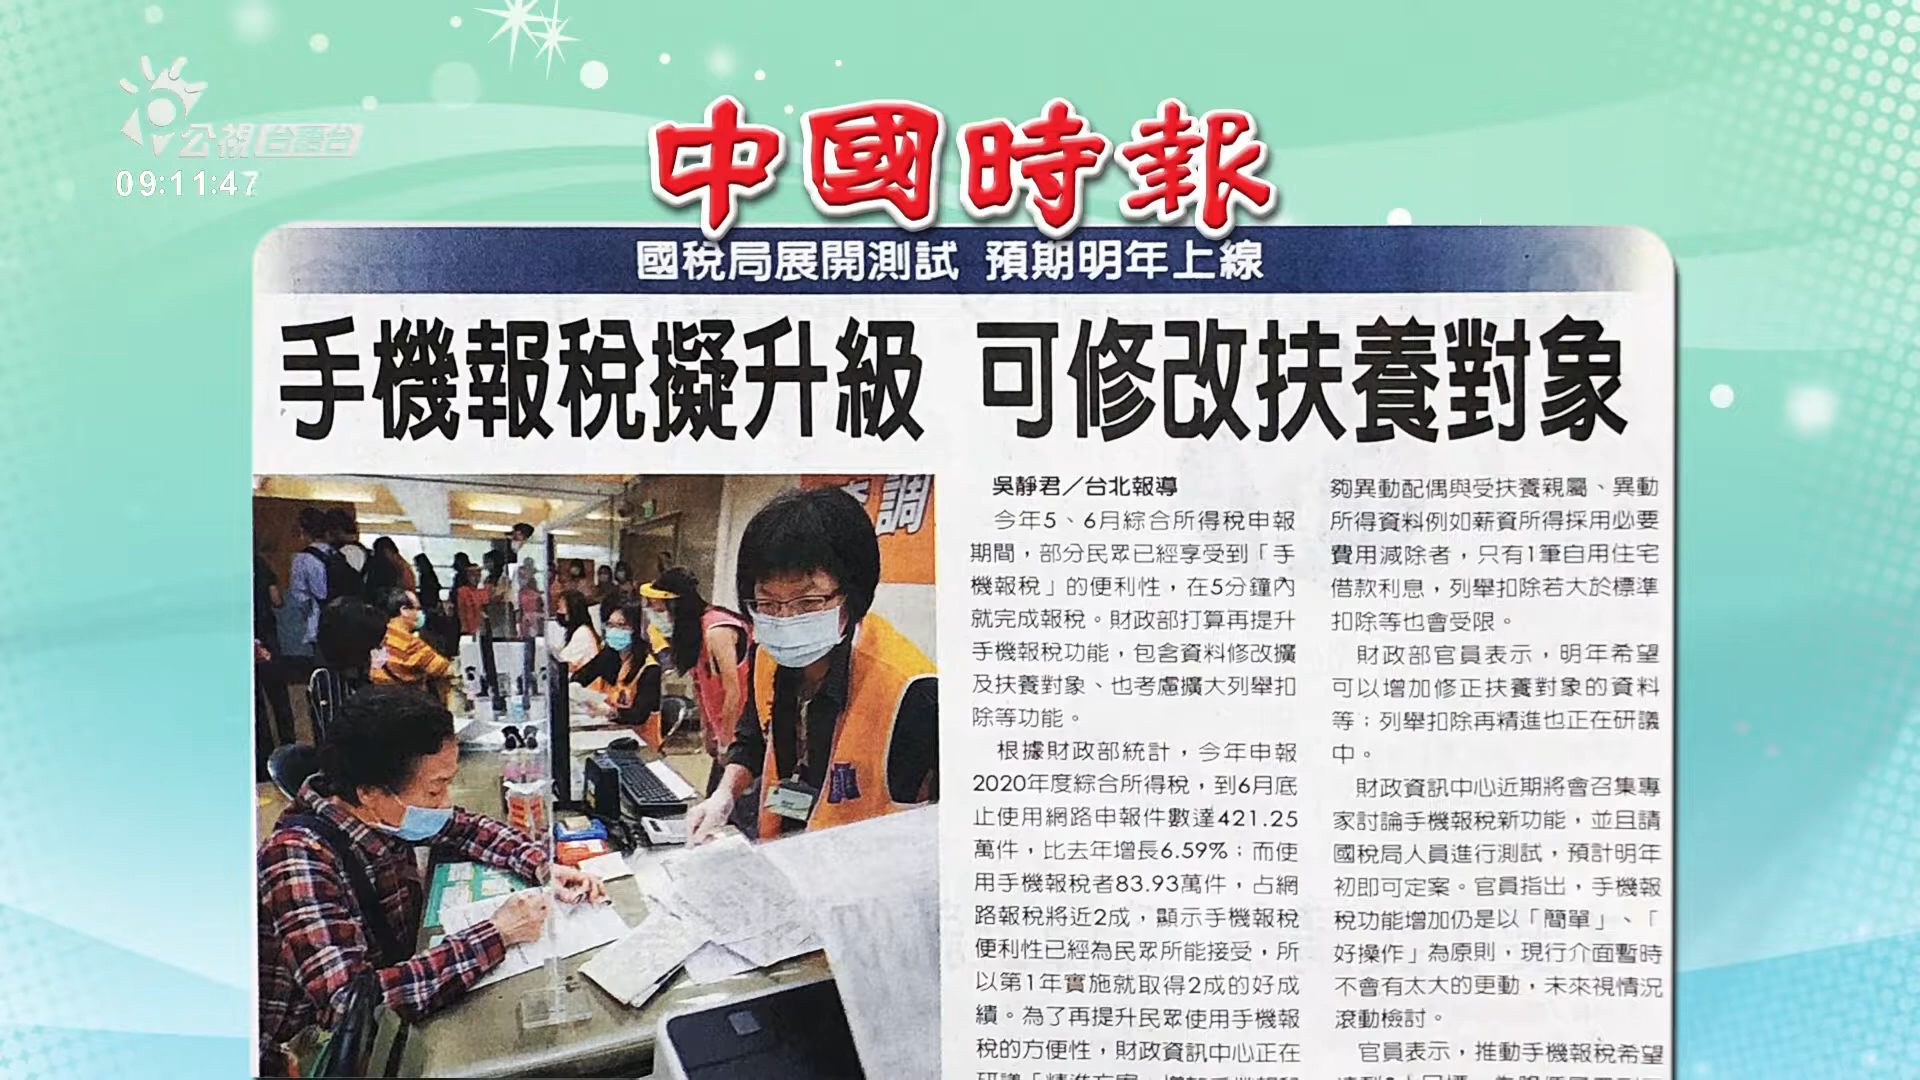 公視台語台
09:11:47
中國時報
國稅局展開測試 預期明年上線
手機報稅擬升級 可修改扶養對象
調
吳靜君／台北報導
今年5、6月綜合所得稅申報
期間，部分民眾已經享受到「手
機報稅」的便利性，在5分鐘內
就完成報稅。財政部打算再提升
手機報稅功能，包含資料修改擴
及扶養對象、也考慮擴大列舉扣
除等功能。
根據財政部統計，今年申報
2020年度綜合所得稅，到6月底
止使用網路申報件數達421.25
萬件，比去年增長6.59%；而使
用手機報稅者83.93萬件，占網
路報稅將近2成，顯示手機報稅
便利性已經為民眾所能接受，所
以第1年實施就取得2成的好成
績。為了再提升民眾使用手機報
稅的方便性，財政資訊中心正在
夠異動配偶與受扶養親屬、異動
所得資料例如薪資所得採用必要
費用減除者，只有1筆自用住宅
借款利息，列舉扣除若大於標準
扣除等也會受限。
財政部官員表示，明年希望
可以增加修正扶養對象的資料
等；列舉扣除再精進也正在研議
中。
財政資訊中心近期將會召集專
家討論手機報稅新功能，並且請
國稅局人員進行測試，預計明年
初即可定案。官員指出，手機報
稅功能增加仍是以「簡單」、「
好操作」為原則，現行介面暫時
不會有太大的更動，未來視情況
滾動檢討。
官員表示，推動手機報稅希望